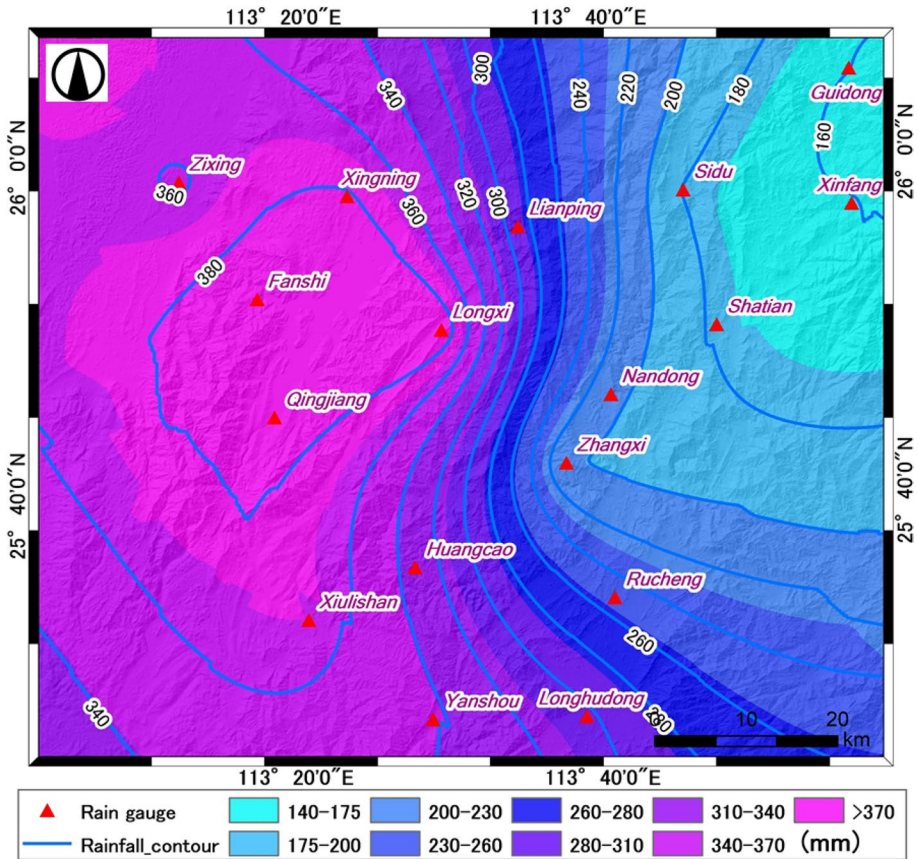 113° 20′0″E 113° 40′0″E
26° 0′0″N
25° 40′0″N
300
340
240
220
200
180
Guidong
160
26° 0′0″N
Zixing
360
Xingning
Sidu
Xinfang
360
320
300
Lianping
380
Fanshi
Longxi
Shatian
Qingjiang
Nandong
Zhangxi
25° 40′0″N
Huangcao
Rucheng
Xiulishan
260
340
Yanshou
Longhudong
280
0 10 20
km
113° 20′0″E 113° 40′0″E
Rain gauge 140-175 200-230 260-280 310-340 >370
Rainfall_contour 175-200 230-260 280-310 340-370 (mm)